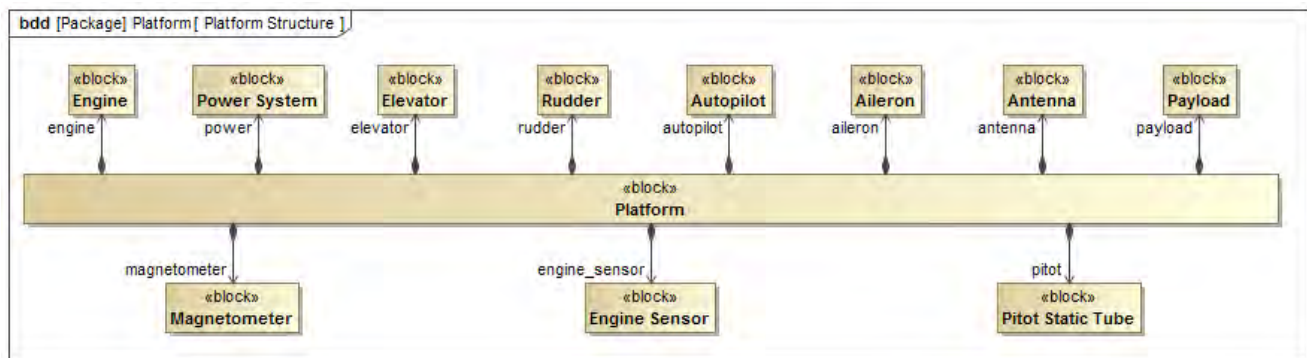 bdd [Package] Platform[ Platform Structure ]
«block» «block» «block» «block» «block» «block» «block» «block»
Engine Power System Elevator Rudder Autopilot Aileron Antenna Payload
engine power elevator rudder autopilot aileron antenna payload
«block»
Platform
magnetometer engine_sensor pitot
«block» «block» «block»
Magnetometer Engine Sensor Pitot Static Tube